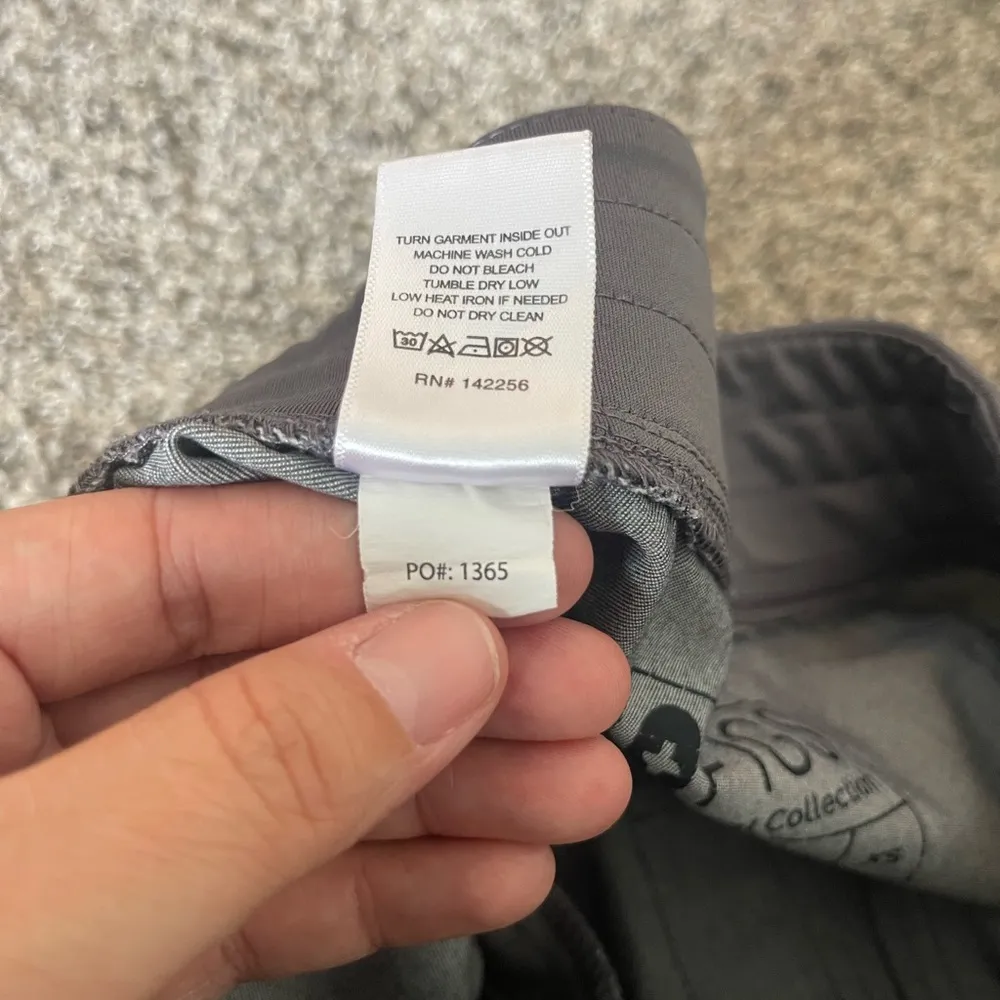 TURN GARMENT INSIDE OUT
MACHINE WASH COLD
DO NOT BLEACH
TUMBLE DRY LOW
LOW HEAT IRON IF NEEDED
DO NOT DRY CLEAN
30
RN# 142256
PO#: 1365
Collection